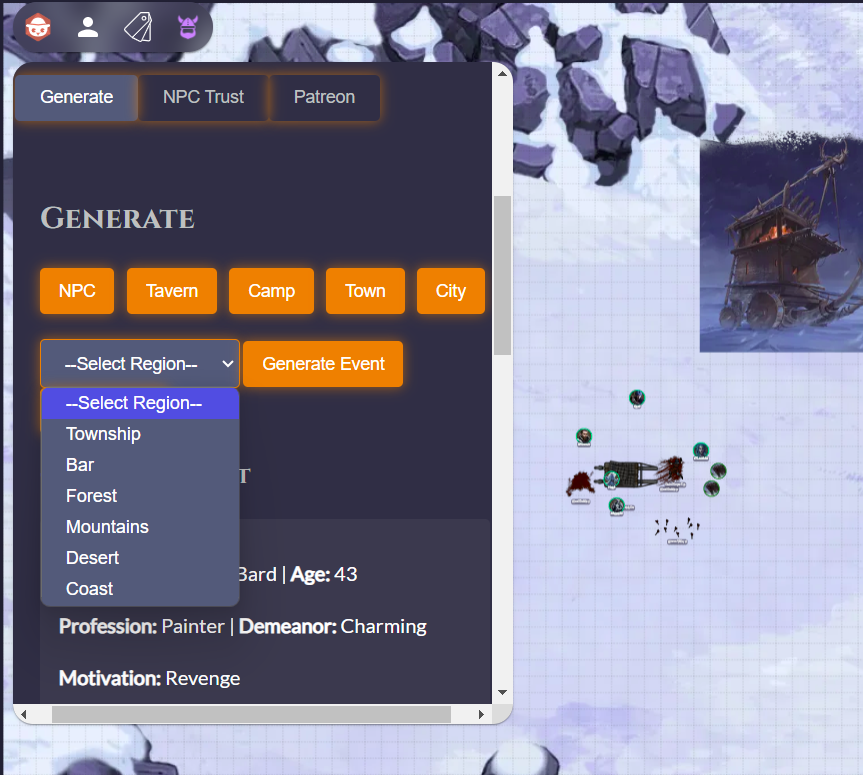 Generate NPC Trust Patreon
GENERATE
NPC Tavern Camp Town City
--Select Region-- Generate Event
--Select Region--
Township
Bar
Forest
Mountains
Desert
Coast
Bard | Age: 43
Profession: Painter | Demeanor: Charming
Motivation: Revenge